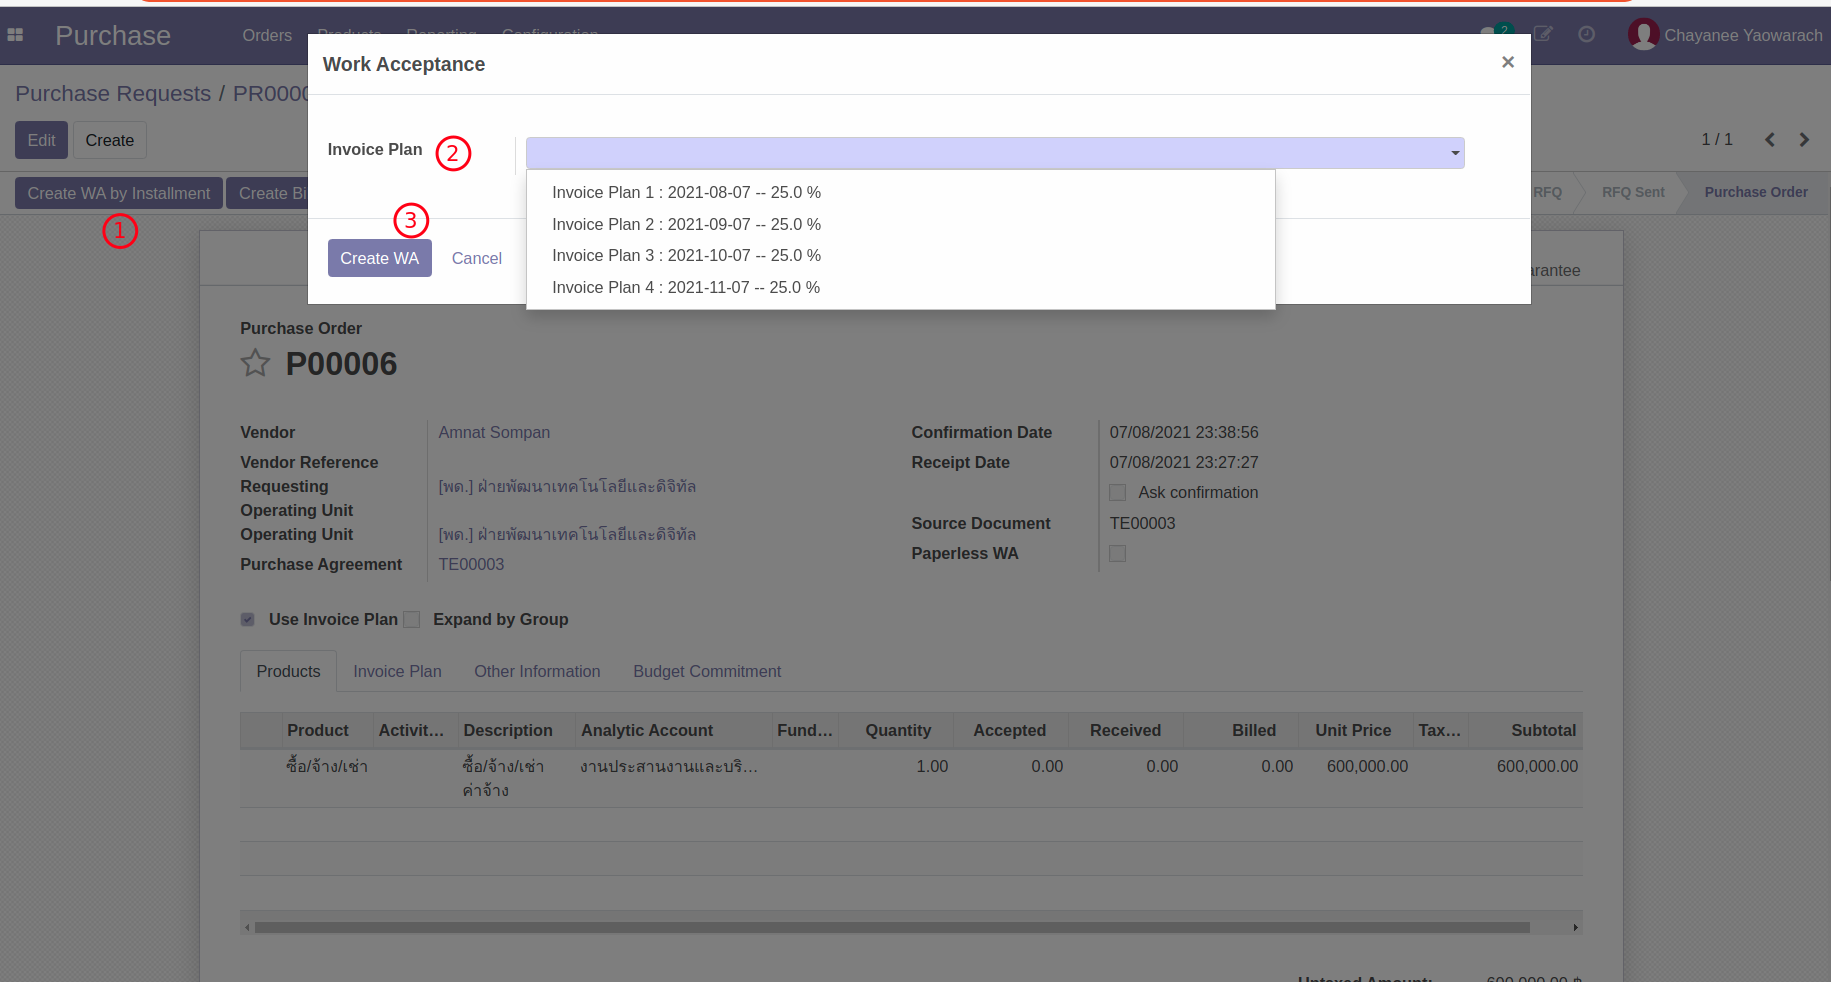 Purchase Orders Products Reporting Configuration 2 Chayanee Yaowarach
Work Acceptance ×
Purchase Requests / PR0000
Edit Create 1 / 1
Invoice Plan 2
Create WA by Installment Create Bi RFQ RFQ Sent Purchase Order
Invoice Plan 1 : 2021-08-07 -- 25.0 %
Invoice Plan 2 : 2021-09-07 -- 25.0 %
Invoice Plan 3 : 2021-10-07 -- 25.0 %
Invoice Plan 4 : 2021-11-07 -- 25.0 %
1
3
Create WA Cancel
arantee
Purchase Order
P00006
Vendor Amnat Sompan
Vendor Reference
Requesting Operating Unit [พด.] ฝ่ายพัฒนาเทคโนโลยีและดิจิทัล
Operating Unit [พด.] ฝ่ายพัฒนาเทคโนโลยีและดิจิทัล
Purchase Agreement TE00003
Confirmation Date 07/08/2021 23:38:56
Receipt Date 07/08/2021 23:27:27
Ask confirmation
Source Document TE00003
Paperless WA
Use Invoice Plan Expand by Group
Products Invoice Plan Other Information Budget Commitment
Product Activit... Description Analytic Account Fund... Quantity Accepted Received Billed Unit Price Tax... Subtotal
ซื้อ/จ้าง/เช่า ซื้อ/จ้าง/เช่า งานประสานงานและบริ... 1.00 0.00 0.00 0.00 600,000.00 600,000.00
ค่าจ้าง
Untaxed Amount: 600,000.00 ฿